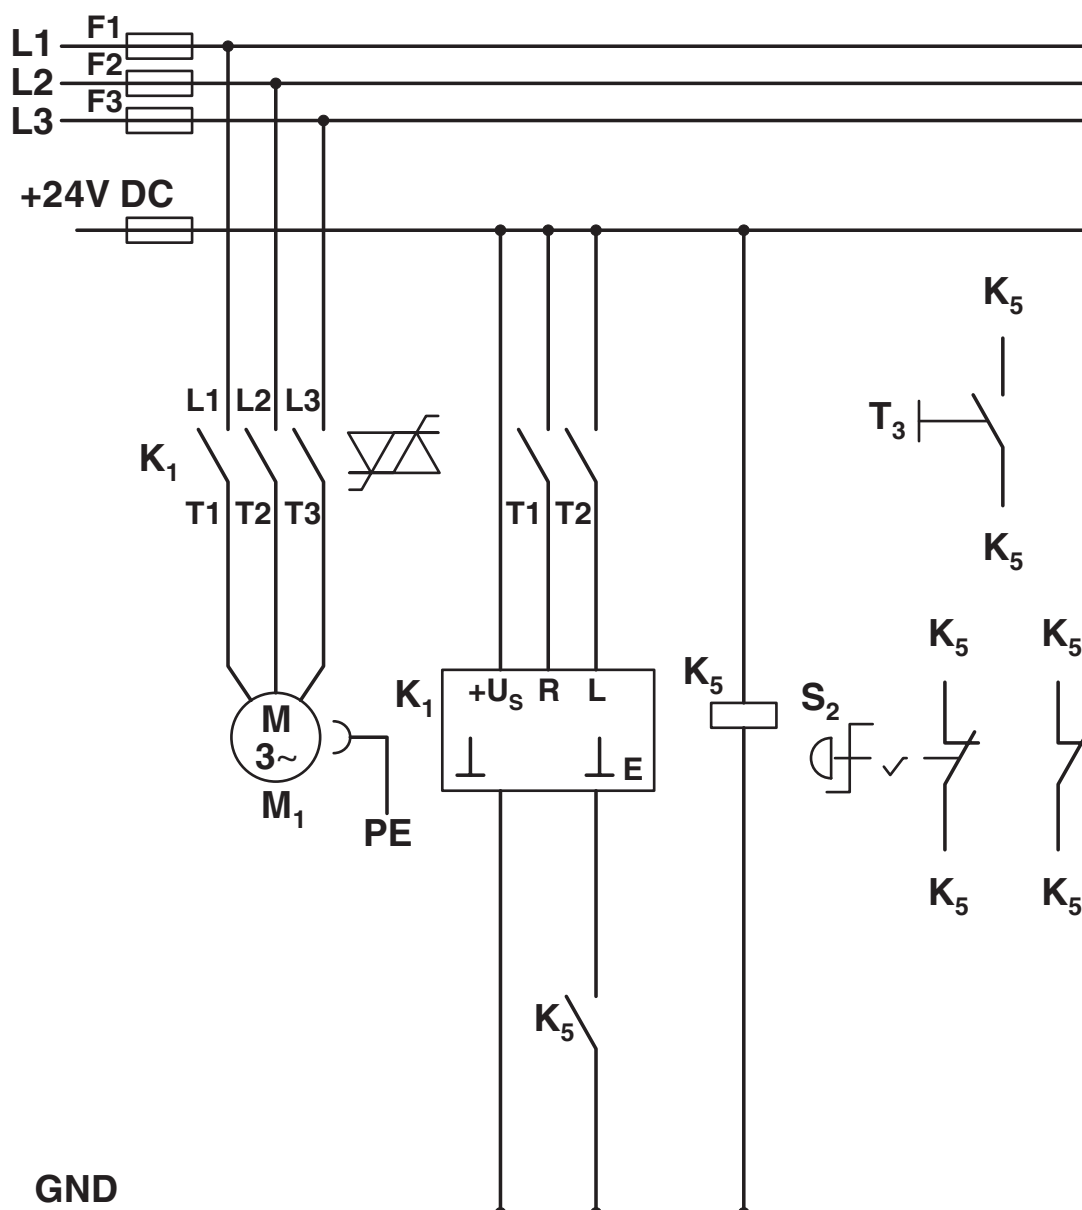 F1
L1
F2
L2
F3
L3
+24V DC
K5
L1 L2 L3
T3
K1
T1 T2 T3
T1 T2
K5
K5 K5
K5
S2
K1
+US R L
M
3~
E
M1
PE
K5 K5
K5
GND